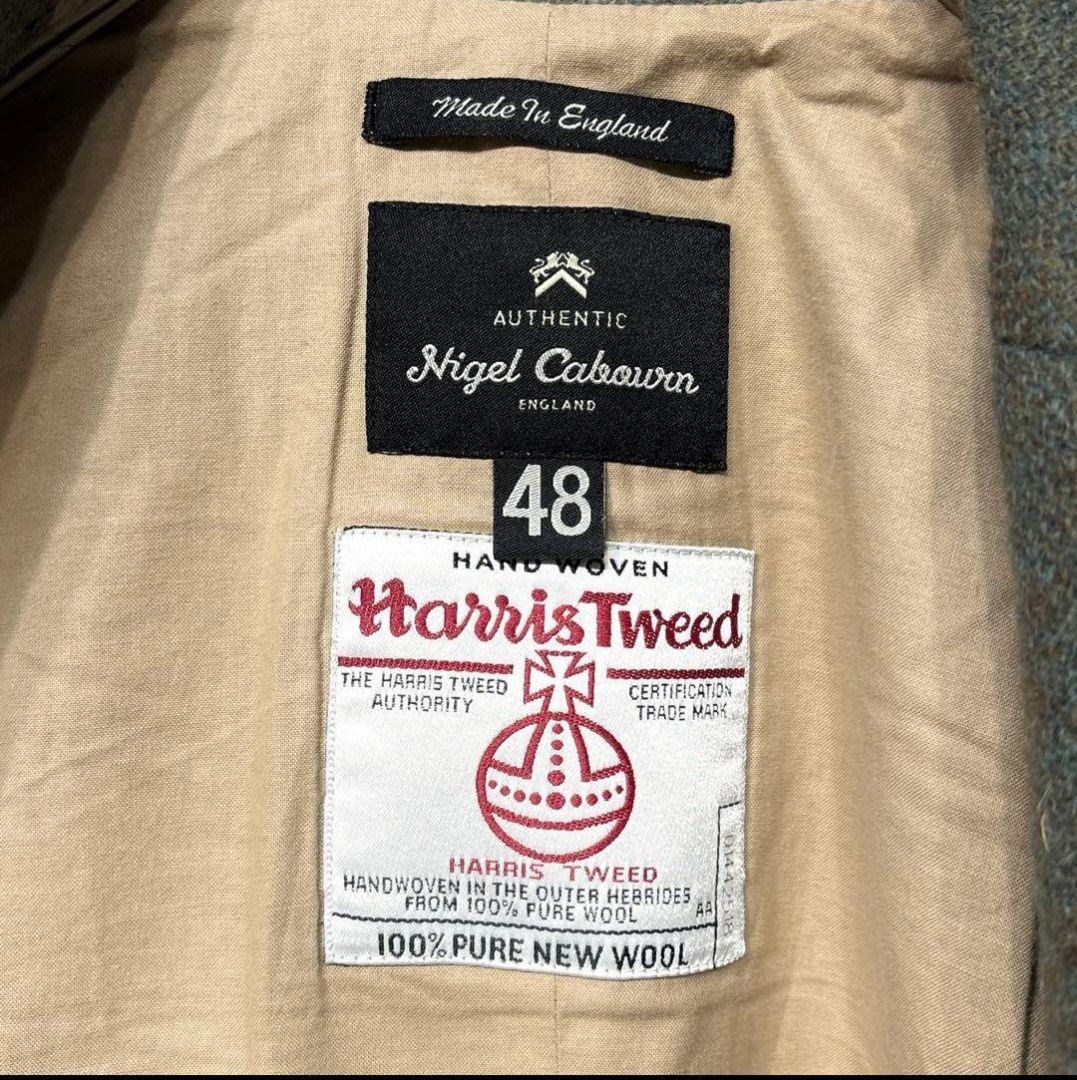 Made In England
AUTHENTIC
Nigel Cabourn
ENGLAND
48
HAND WOVEN
Harris Tweed
THE HARRIS TWEED
AUTHORITY
CERTIFICATION
TRADE MARK
HARRIS TWEED
HANDWOVEN IN THE OUTER HEBRIDES
FROM 100% PURE WOOL
AA
100% PURE NEW WOOL